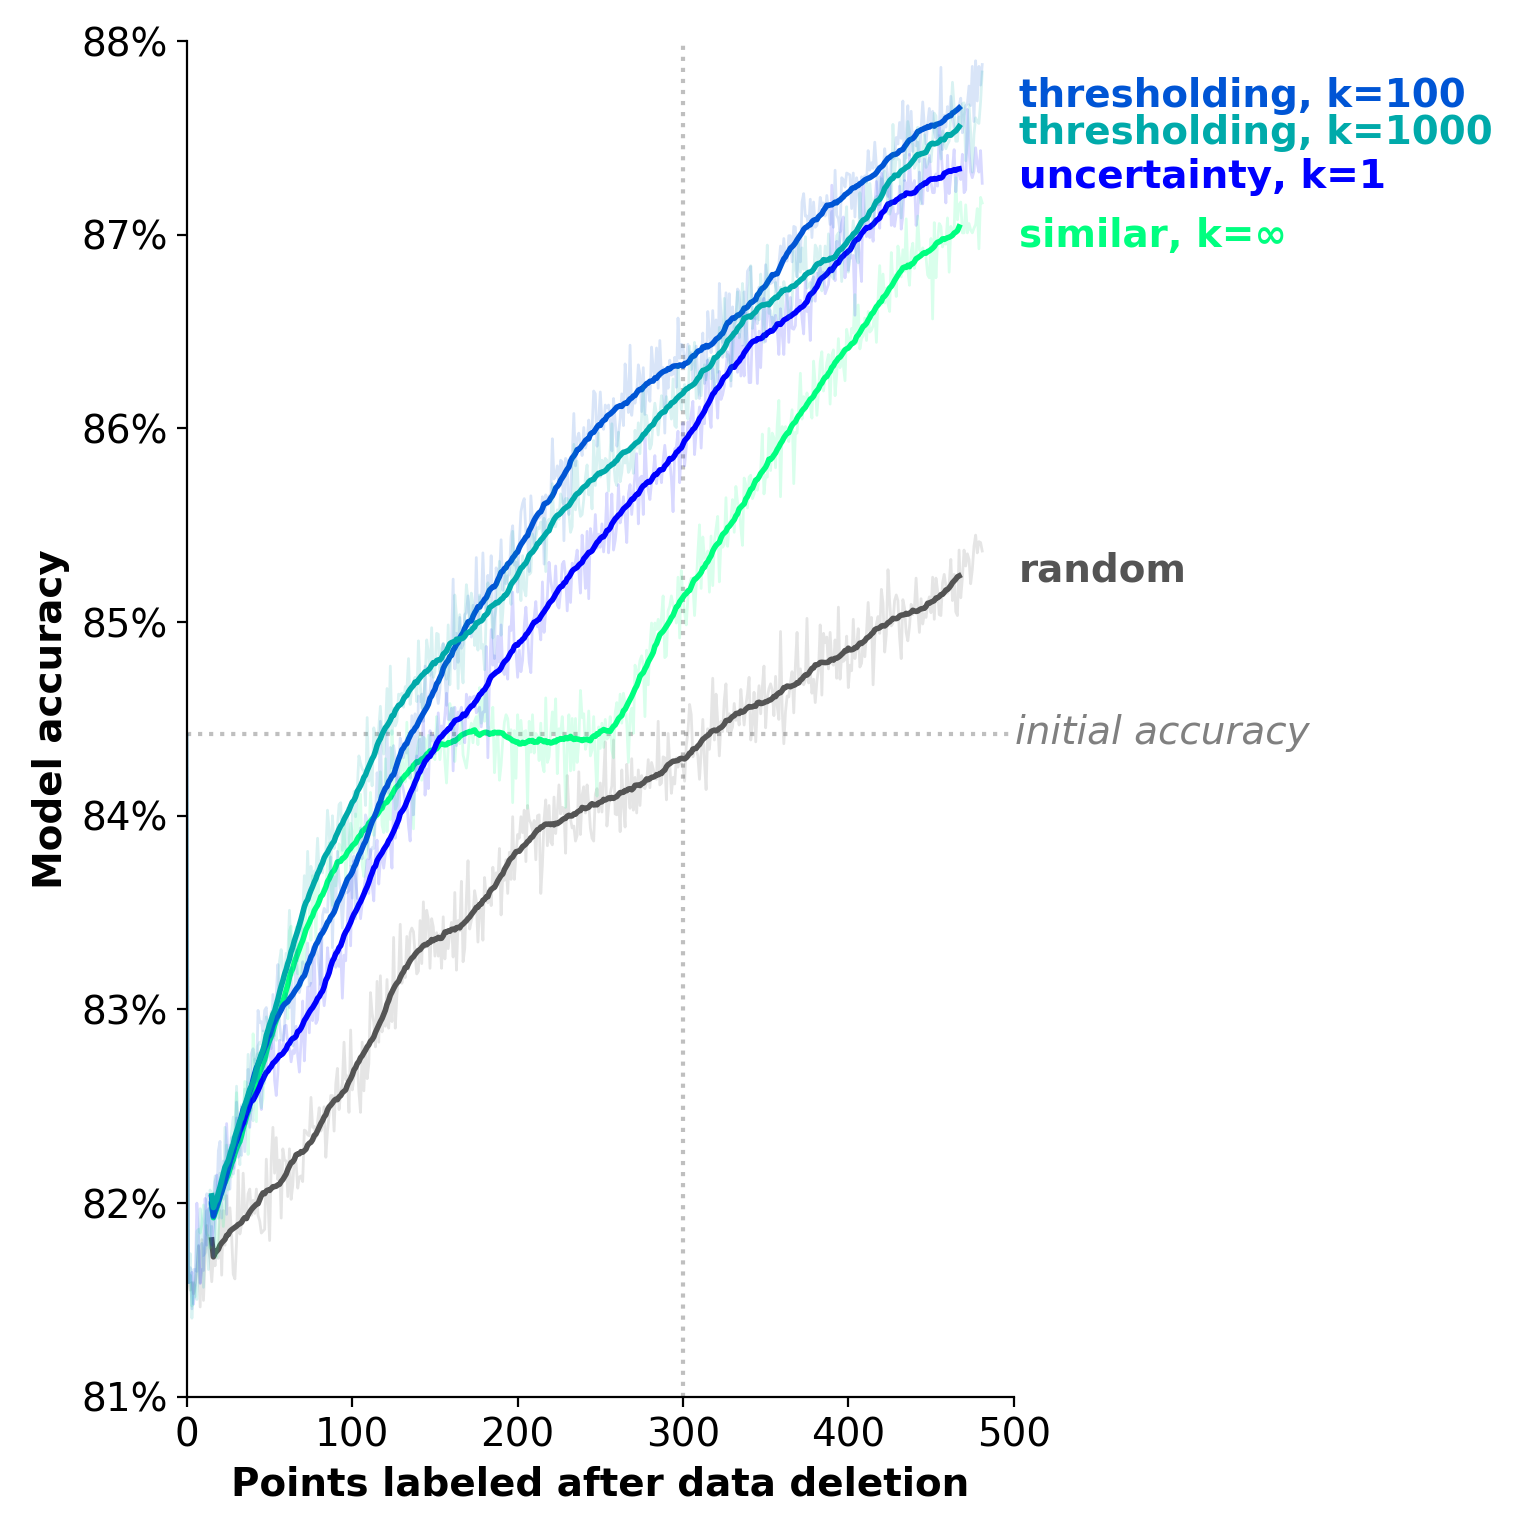 88%
87%
86%
85%
84%
83%
82%
81%
Model accuracy
thresholding, k=100
thresholding, k=1000
uncertainty, k=1
similar, k=∞
random
initial accuracy
0 100 200 300 400 500
Points labeled after data deletion